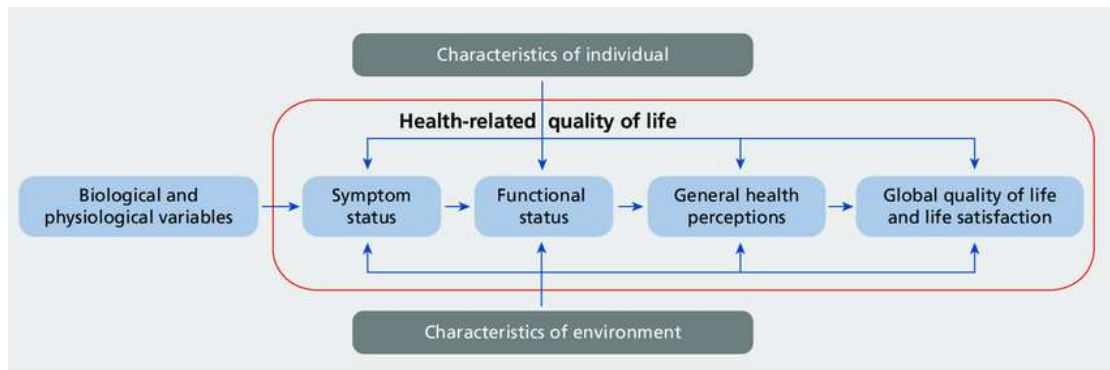 Characteristics of individual
Health-related quality of life
Biological and
physiological variables
Symptom
status
Functional
status
General health
perceptions
Global quality of life
and life satisfaction
Characteristics of environment